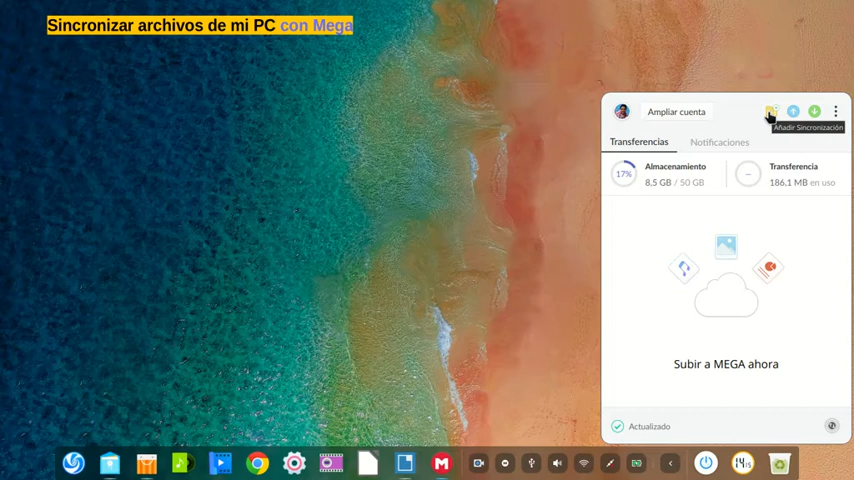 Sincronizar archivos de mi PC con Mega
Ampliar cuenta
Añadir Sincronización
Transferencias
Notificaciones
17%
Almacenamiento
8,5 GB / 50 GB
Transferencia
186,1 MB en uso
Subir a MEGA ahora
Actualizado